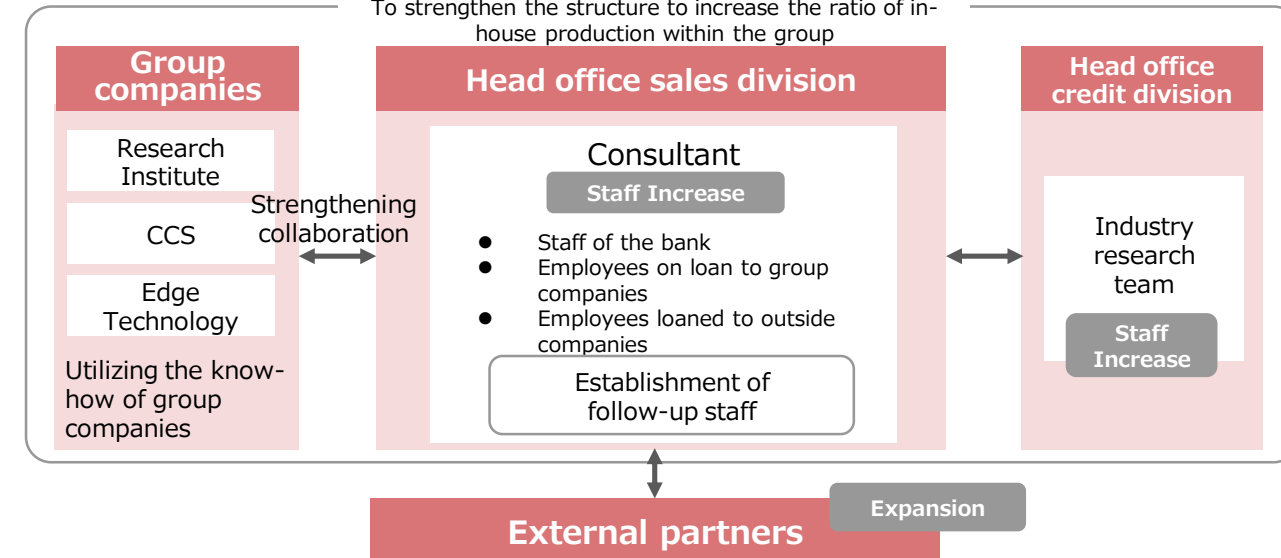 To strengthen the structure to increase the ratio of in-
house production within the group
Group
companies
Research
Institute
CCS
Edge
Technology
Utilizing the know-
how of group
companies
Strengthening
collaboration
Head office sales division
Consultant
Staff Increase
● Staff of the bank
● Employees on loan to group
companies
● Employees loaned to outside
companies
Establishment of
follow-up staff
Head office
credit division
Industry
research
team
Staff
Increase
External partners
Expansion